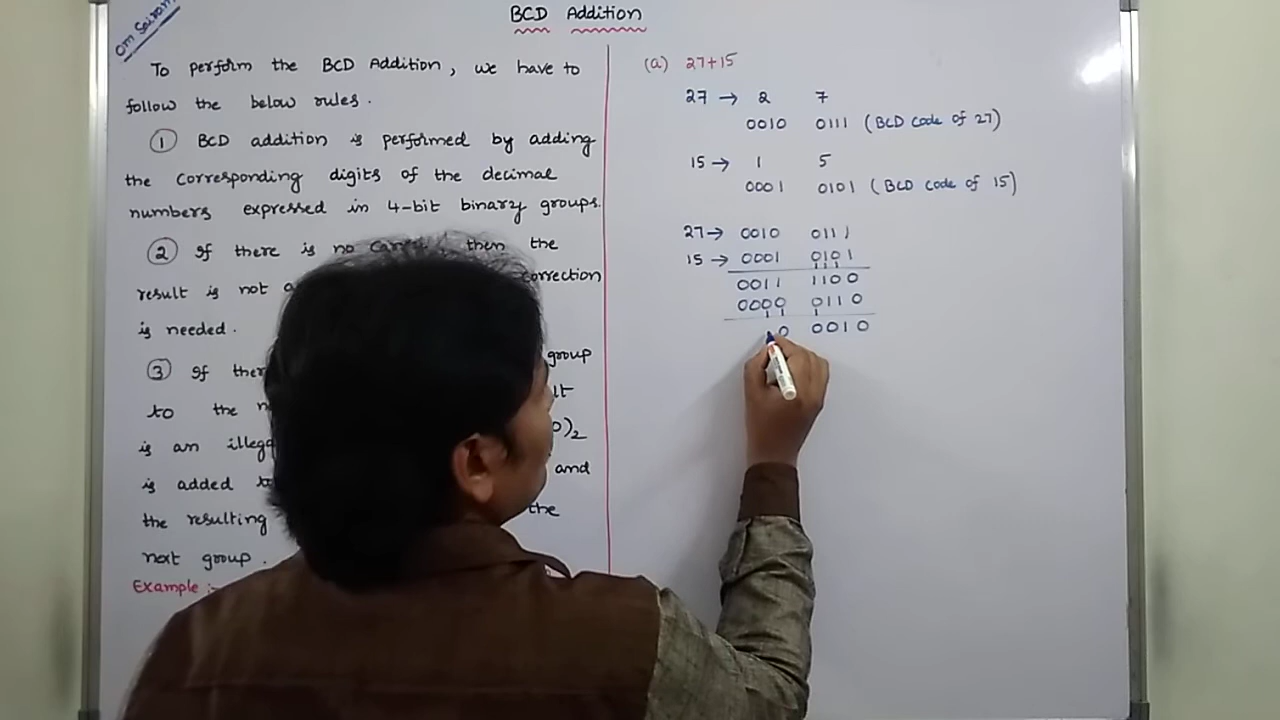 Om Sairam
BCD Addition
To perform the BCD Addition, we have to
follow the below rules.
① BCD addition is performed by adding
the corresponding digits of the decimal
numbers expressed in 4-bit binary groups.
② If there is no then the
result is not correction
is needed.
③ If group
to the
is an
is added and
the resulting the
next group.
Example :-
(a) 27+15
27 → 2 7
0010 0111 (BCD code of 27)
15 → 1 5
0001 0101 (BCD code of 15)
27 → 0010 0111
15 → 0001 0101
0011 1100
0000 0110
0 0010